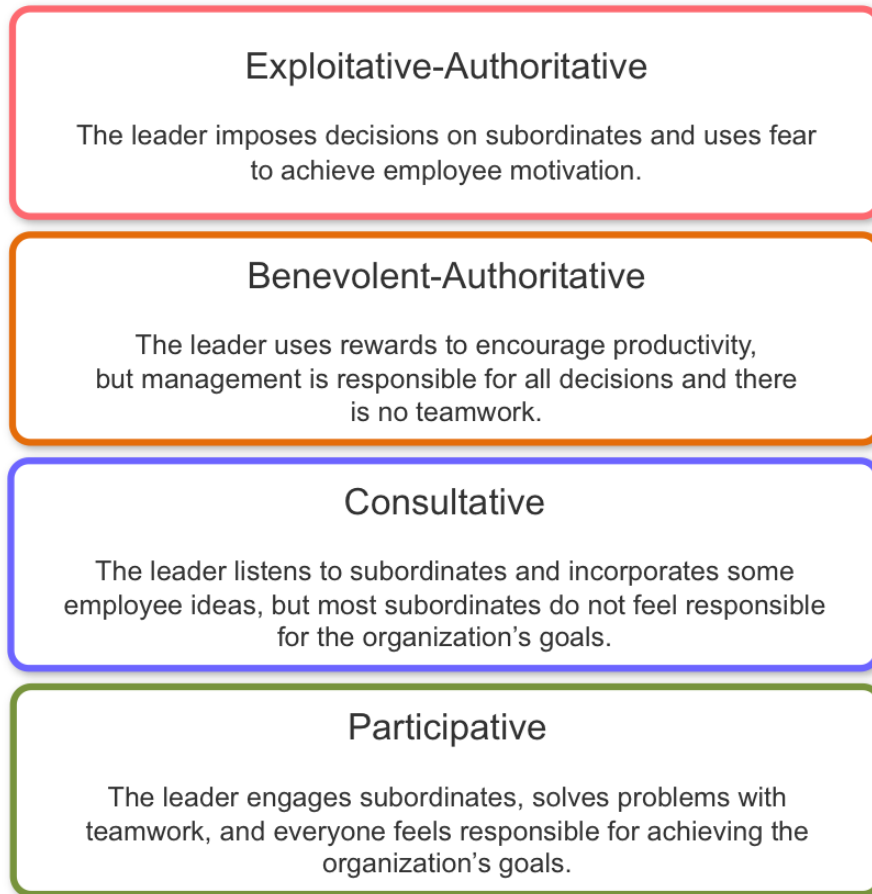 Exploitative-Authoritative
The leader imposes decisions on subordinates and uses fear
to achieve employee motivation.
Benevolent-Authoritative
The leader uses rewards to encourage productivity,
but management is responsible for all decisions and there
is no teamwork.
Consultative
The leader listens to subordinates and incorporates some
employee ideas, but most subordinates do not feel responsible
for the organization’s goals.
Participative
The leader engages subordinates, solves problems with
teamwork, and everyone feels responsible for achieving the
organization’s goals.